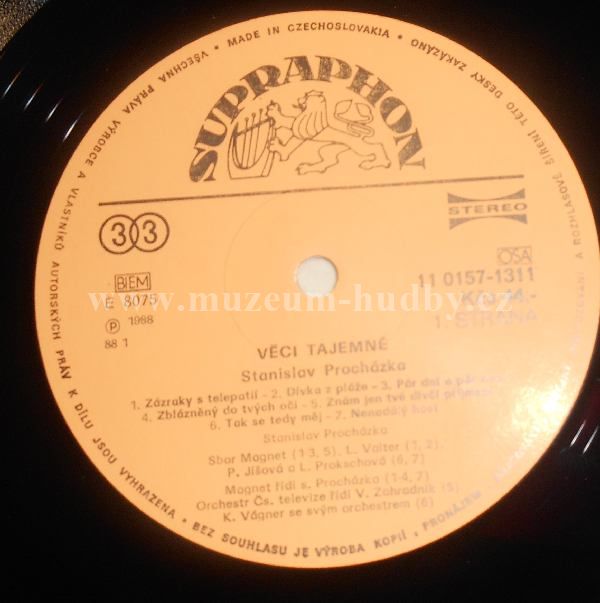 VŠECHNA PRÁVA VÝROBCE A VLASTNÍKŮ AUTORSKÝCH PRÁV K DÍLU JSOU VYHRAZENA • BEZ SOUHLASU JE VÝROBA KOPIÍ, PRONÁJEM,
A ROZHLASOVÉ ŠÍŘENÍ TÉTO DESKY ZAKÁZÁNO • MADE IN CZECHOSLOVAKIA •
SUPRAPHON
33
STEREO
BIEM
OSA
E 8075
11 0157-1311
www.muzeum-hudby.cz
Ⓟ 1988
1. STRANA
88 1
VĚCI TAJEMNÉ
Stanislav Procházka
1. Zázraky s telepatií - 2. Dívka z pláže - 3. Pár dní a pár
4. Zblázněný do tvých očí - 5. Znám jen tvé dívčí příjmení
6. Tak se tedy měj - 7. Nenadálý host
Stanislav Procházka
Sbor Magnet (1-3, 5), L. Valter (1, 2),
P. Jíšová a L. Prokschová (6, 7)
Magnet řídí s. Procházka (1-4, 7)
Orchestr Čs. televize řídí V. Zahradník (5)
K. Vágner se svým orchestrem (6)